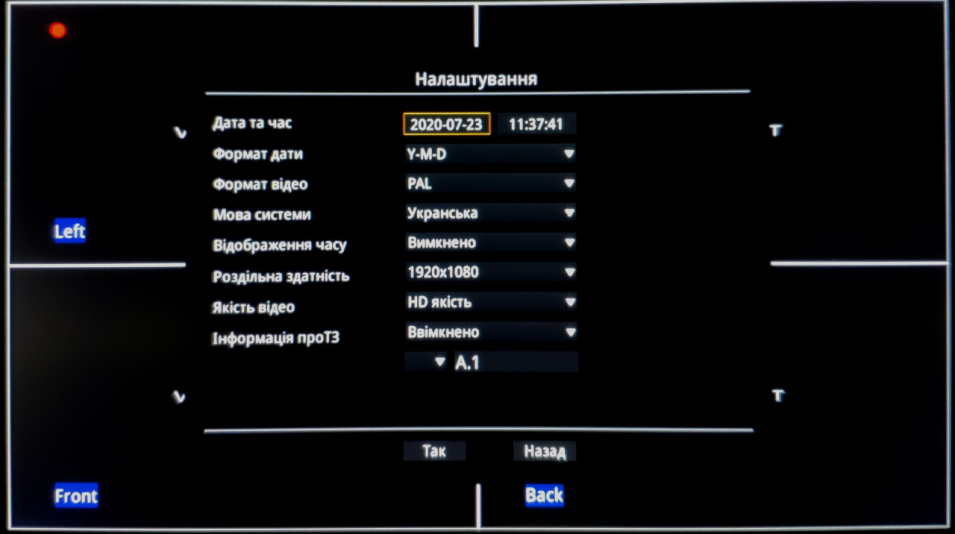 Налаштування
Дата та час 2020-07-23 11:37:41
Формат дати Y-M-D
Формат відео PAL
Мова системи Укранська
Відображення часу Вимкнено
Роздільна здатність 1920x1080
Якість відео HD якість
Інформація проТЗ Ввімкнено
A.1
Так Назад
Left
Front
Back